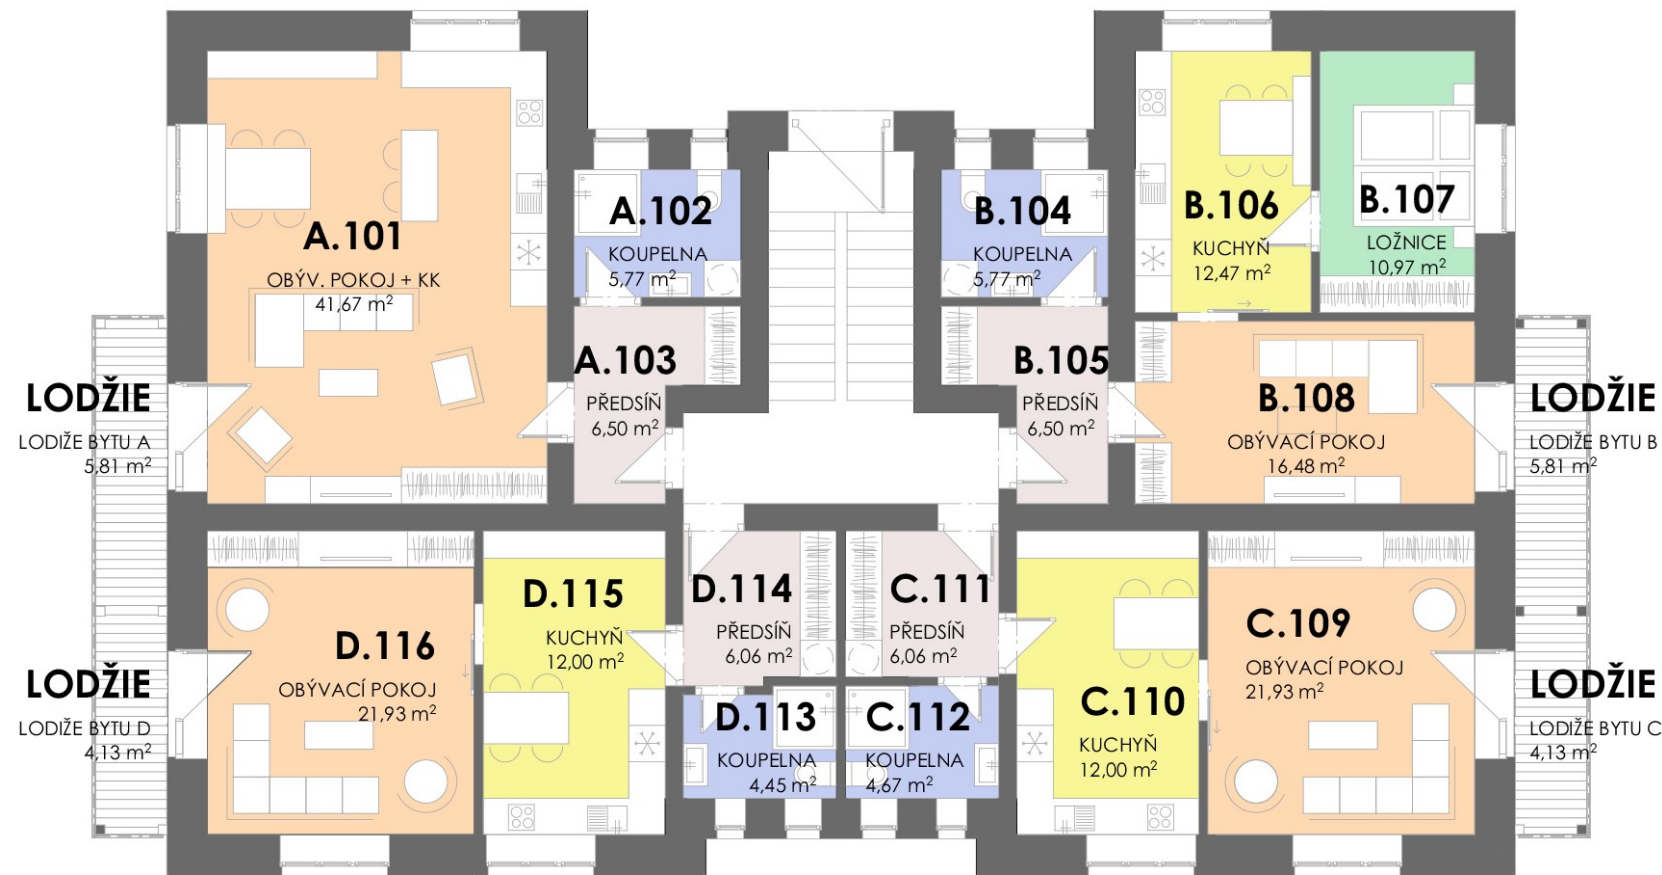 A.101
OBÝV. POKOJ + KK
41,67 m²
A.102
KOUPELNA
5,77 m²
B.104
KOUPELNA
5,77 m²
B.106
KUCHYŇ
12,47 m²
B.107
LOŽNICE
10,97 m²
A.103
PŘEDSÍŇ
6,50 m²
B.105
PŘEDSÍŇ
6,50 m²
B.108
OBÝVACÍ POKOJ
16,48 m²
LODŽIE
LODIŽE BYTU A
5,81 m²
LODŽIE
LODIŽE BYTU B
5,81 m²
D.116
OBÝVACÍ POKOJ
21,93 m²
D.115
KUCHYŇ
12,00 m²
D.114
PŘEDSÍŇ
6,06 m²
C.111
PŘEDSÍŇ
6,06 m²
C.109
OBÝVACÍ POKOJ
21,93 m²
LODŽIE
LODIŽE BYTU D
4,13 m²
D.113
KOUPELNA
4,45 m²
C.112
KOUPELNA
4,67 m²
C.110
KUCHYŇ
12,00 m²
LODŽIE
LODIŽE BYTU C
4,13 m²